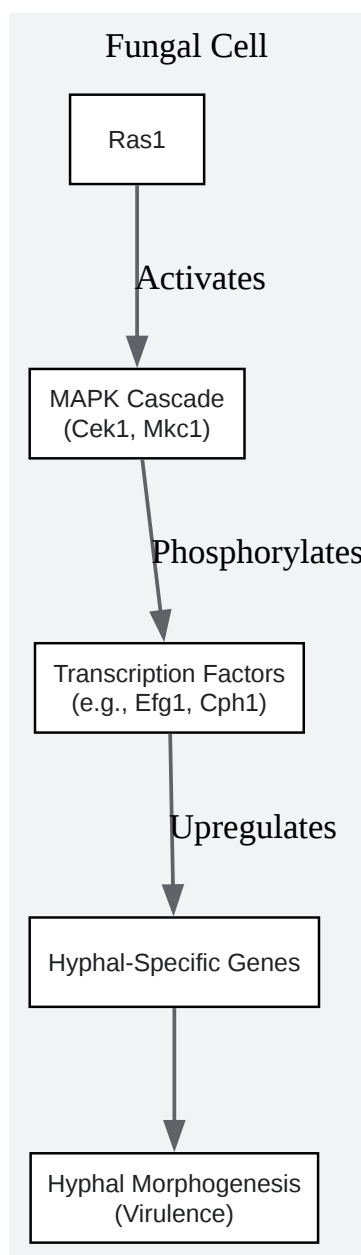 Fungal Cell
Ras1
Activates
MAPK Cascade
(Cek1, Mkc1)
Phosphorylates
Transcription Factors
(e.g., Efg1, Cph1)
Upregulates
Hyphal-Specific Genes
Hyphal Morphogenesis
(Virulence)